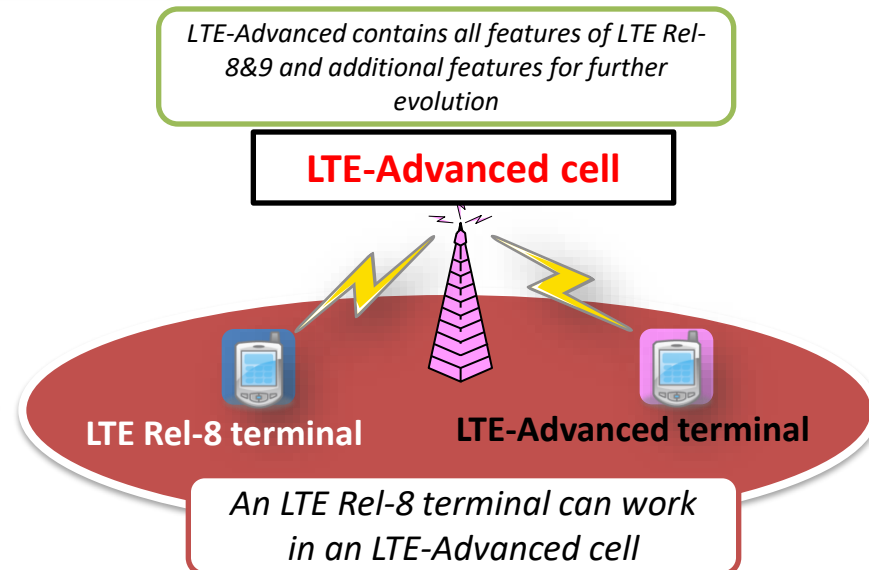 LTE-Advanced contains all features of LTE Rel-
8&9 and additional features for further
evolution
LTE-Advanced cell
LTE Rel-8 terminal
LTE-Advanced terminal
An LTE Rel-8 terminal can work
in an LTE-Advanced cell